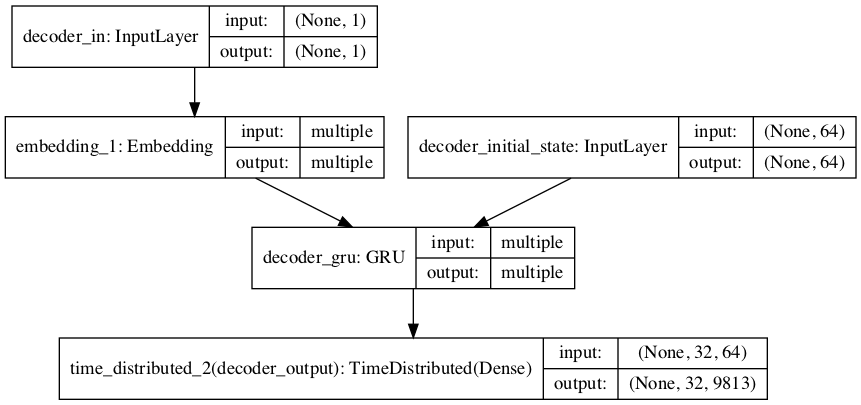 decoder_in: InputLayer
input: (None, 1)
output: (None, 1)
embedding_1: Embedding
input: multiple
output: multiple
decoder_initial_state: InputLayer
input: (None, 64)
output: (None, 64)
decoder_gru: GRU
input: multiple
output: multiple
time_distributed_2(decoder_output): TimeDistributed(Dense)
input: (None, 32, 64)
output: (None, 32, 9813)